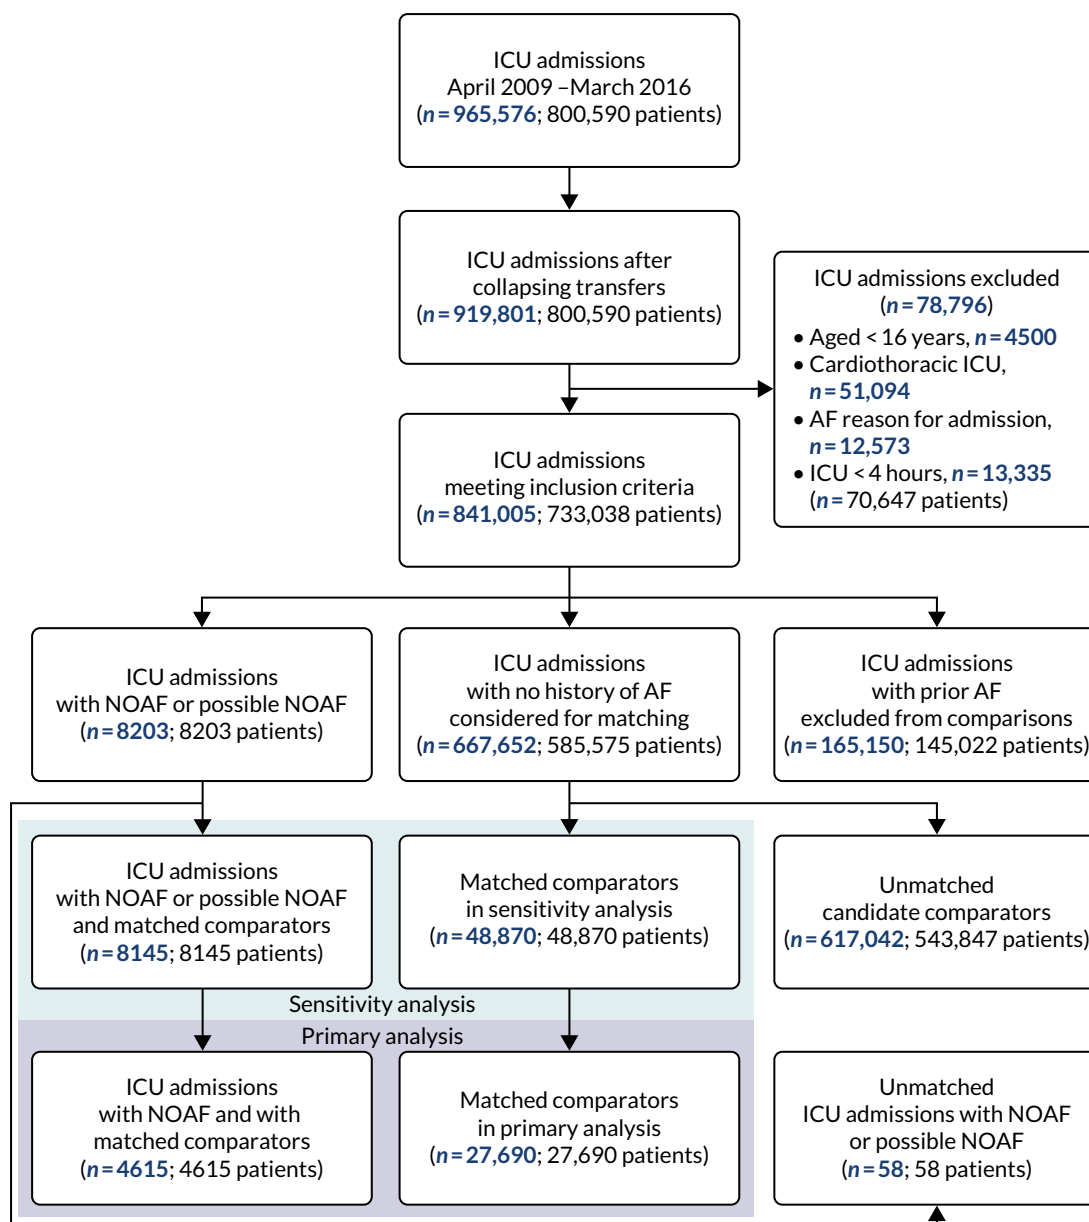 ICU admissions
April 2009 –March 2016
(n = 965,576; 800,590 patients)
ICU admissions after
collapsing transfers
(n = 919,801; 800,590 patients)
ICU admissions excluded
(n = 78,796)
• Aged < 16 years, n = 4500
• Cardiothoracic ICU,
n = 51,094
• AF reason for admission,
n = 12,573
• ICU < 4 hours, n = 13,335
(n = 70,647 patients)
ICU admissions
meeting inclusion criteria
(n = 841,005; 733,038 patients)
ICU admissions
with NOAF or possible NOAF
(n = 8203; 8203 patients)
ICU admissions
with no history of AF
considered for matching
(n = 667,652; 585,575 patients)
ICU admissions
with prior AF
excluded from comparisons
(n = 165,150; 145,022 patients)
ICU admissions
with NOAF or possible NOAF
and matched comparators
(n = 8145; 8145 patients)
Matched comparators
in sensitivity analysis
(n = 48,870; 48,870 patients)
Unmatched
candidate comparators
(n = 617,042; 543,847 patients)
Sensitivity analysis
Primary analysis
ICU admissions
with NOAF and with
matched comparators
(n = 4615; 4615 patients)
Matched comparators
in primary analysis
(n = 27,690; 27,690 patients)
Unmatched
ICU admissions with NOAF
or possible NOAF
(n = 58; 58 patients)